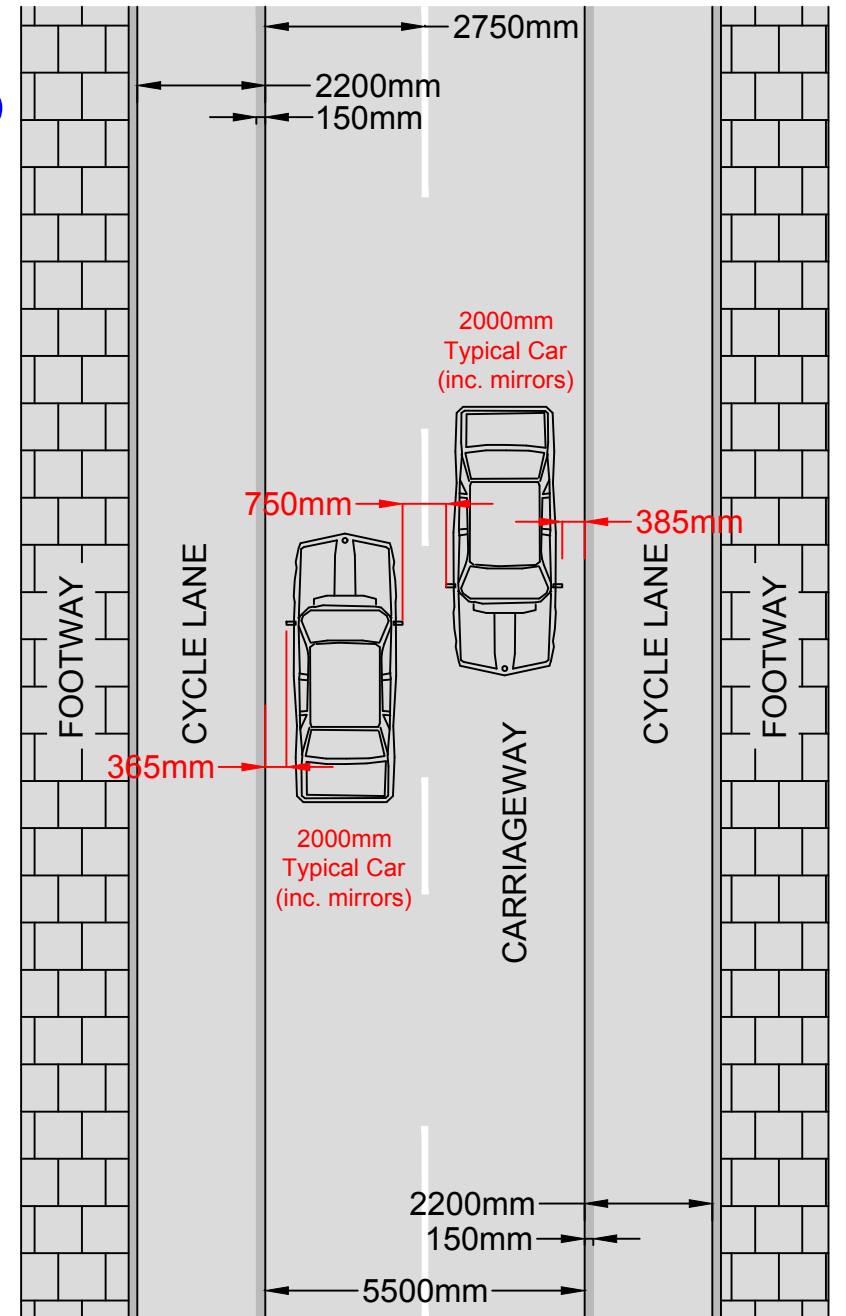 2750mm
2200mm
)
150mm
2000mm
Typical Car
(inc. mirrors)
750mm
385mm
FOOTWAY
CYCLE LANE
CYCLE LANE
FOOTWAY
365mm
CARRIAGEWAY
2000mm
Typical Car
(inc. mirrors)
2200mm
150mm
5500mm